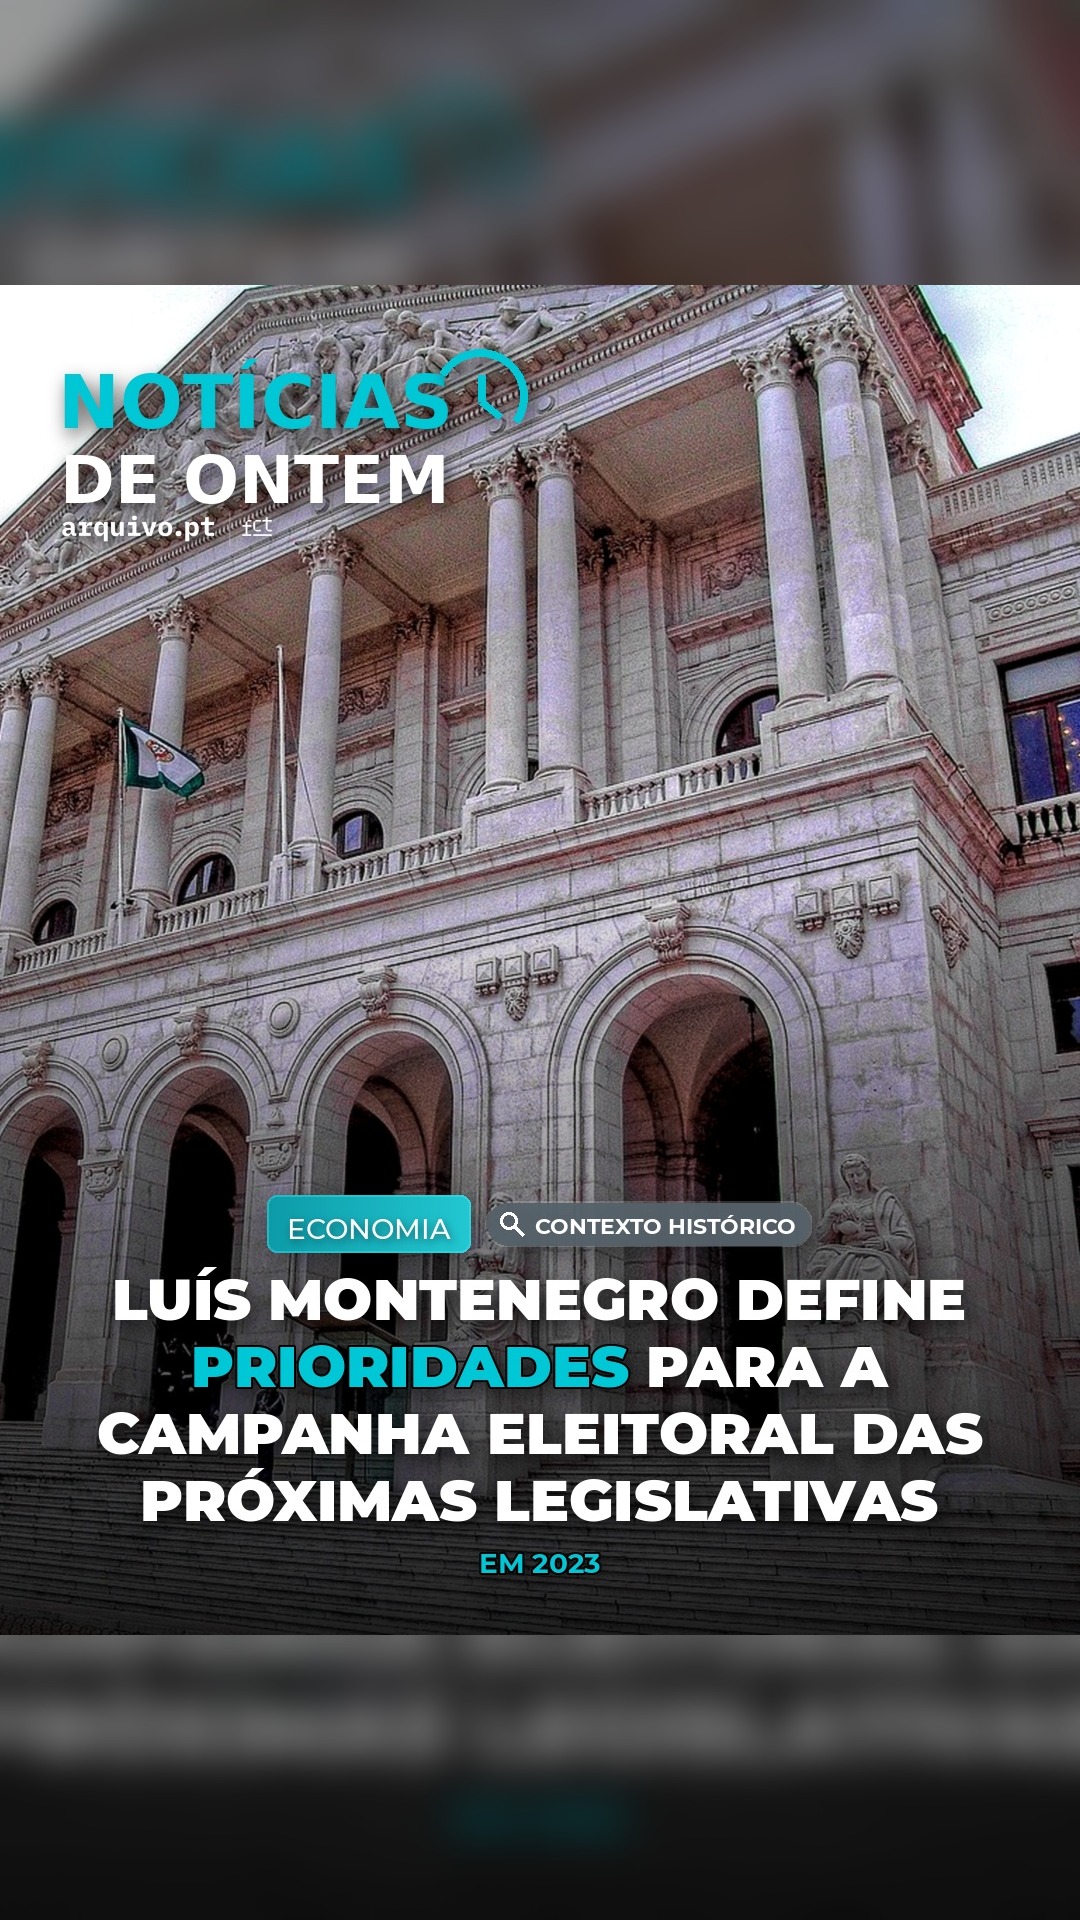 NOTÍCIAS
DE ONTEM
arquivo.pt fct
ECONOMIA
CONTEXTO HISTÓRICO
LUÍS MONTENEGRO DEFINE
PRIORIDADES PARA A
CAMPANHA ELEITORAL DAS
PRÓXIMAS LEGISLATIVAS
EM 2023